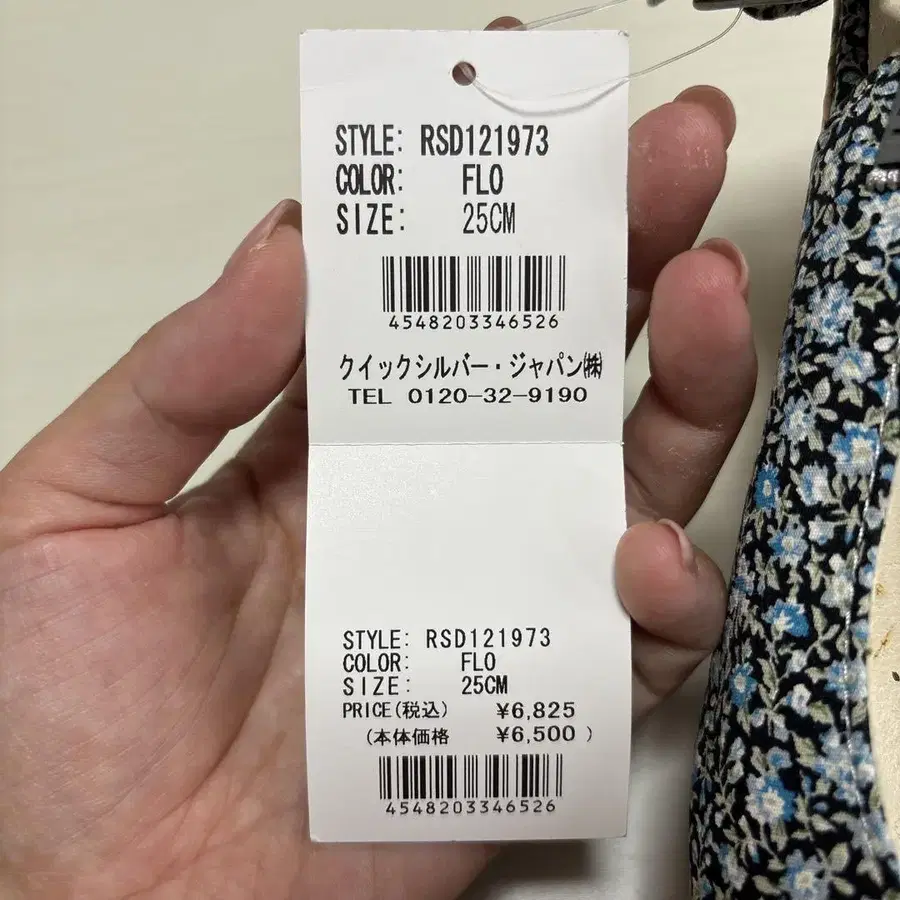 STYLE: RSD121973
COLOR: FLO
SIZE: 25CM
4548203346526
クイックシルバー・ジャパン㈱
TEL 0120-32-9190
STYLE: RSD121973
COLOR: FLO
SIZE: 25CM
PRICE(税込) ¥6,825
(本体価格 ¥6,500 )
4548203346526